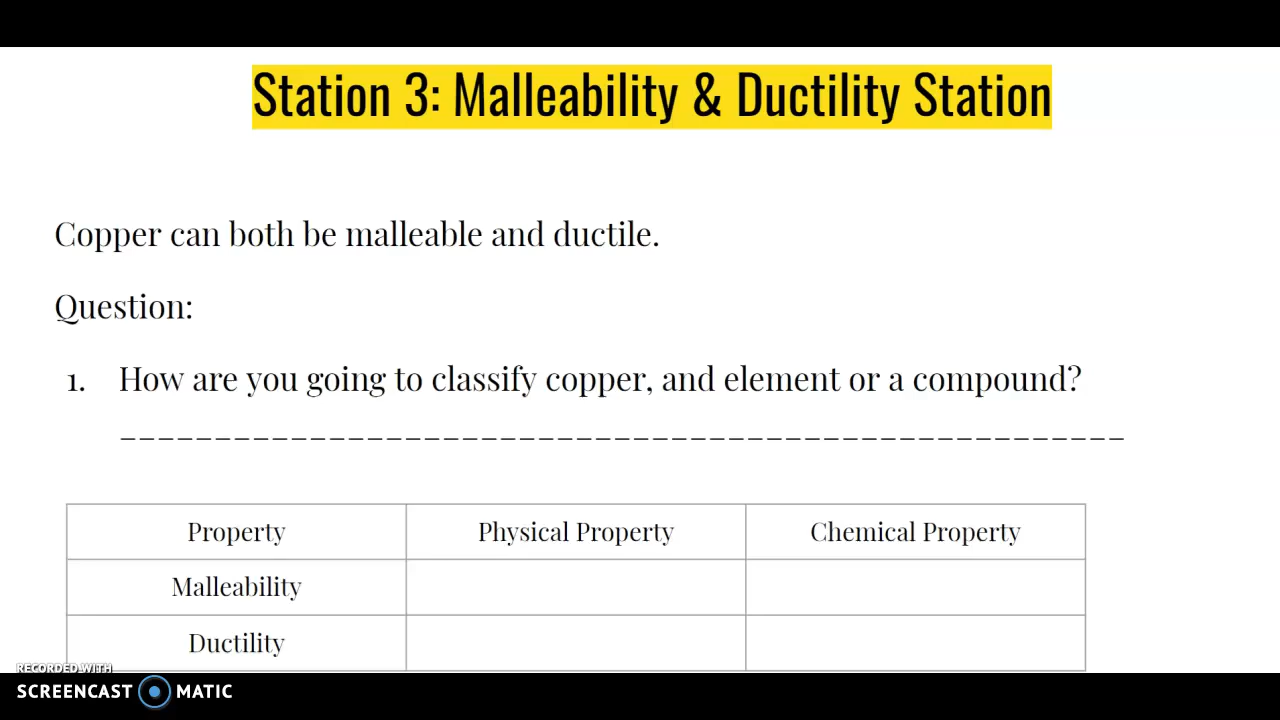 Station 3: Malleability & Ductility Station
Copper can both be malleable and ductile.
Question:
1. How are you going to classify copper, and element or a compound?
_____________________________________________________
Property Physical Property Chemical Property
Malleability
Ductility
RECORDED WITH
SCREENCAST MATIC